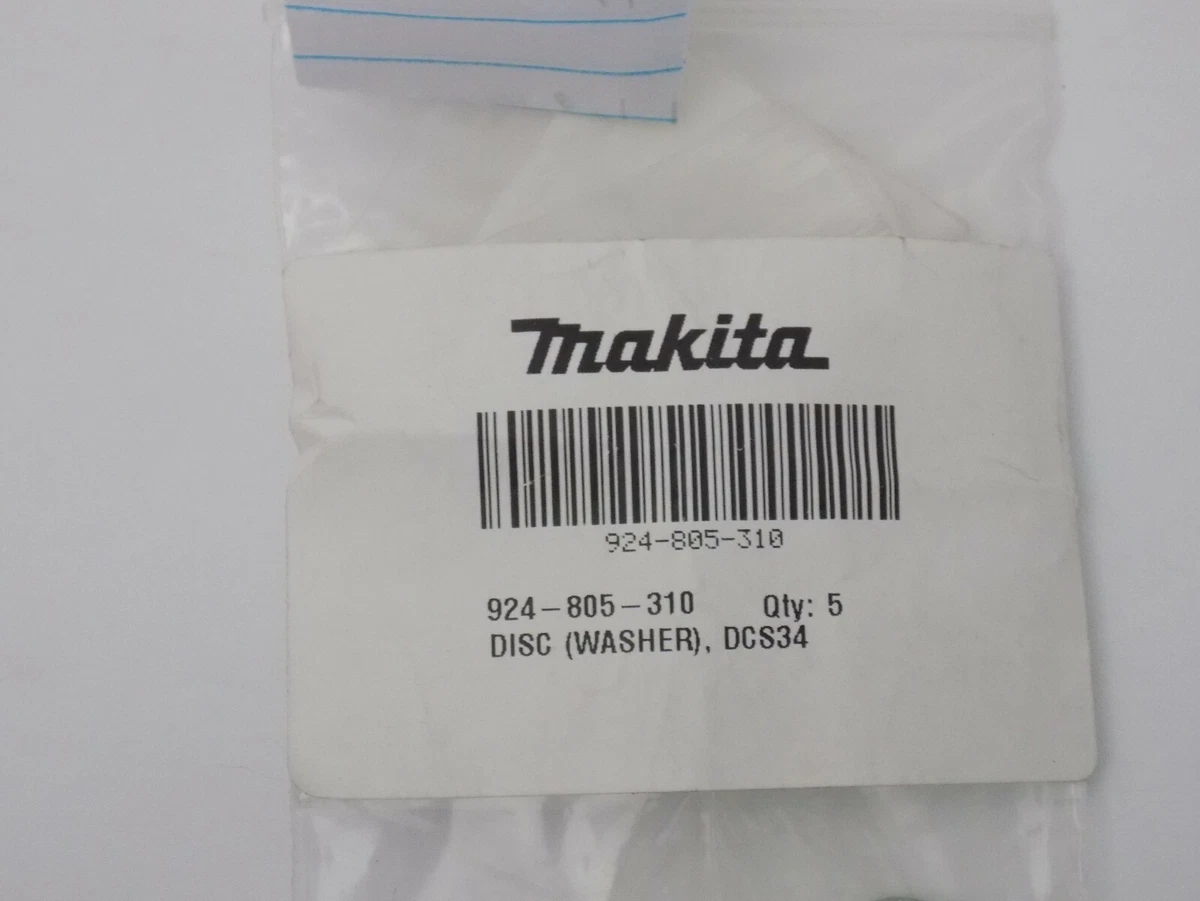 makita
924-805-310
924-805-310 Qty: 5
DISC (WASHER), DCS34